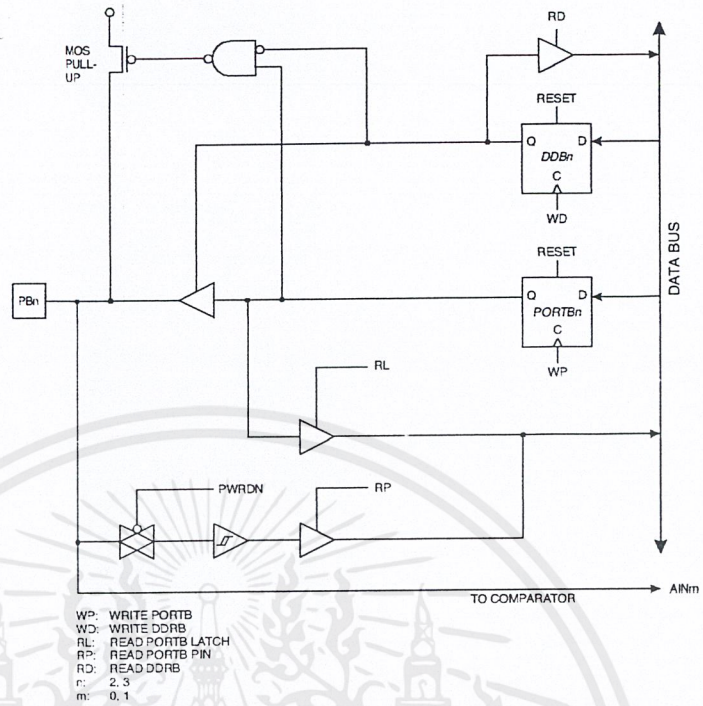 RD
MOS
PULL-
UP
RESET
Q D
DDBn
C
WD
RESET
PBn
Q D
PORTBn
C
WP
DATA BUS
RL
PWRDN
RP
TO COMPARATOR
AINm
WP: WRITE PORTB
WD: WRITE DDRB
RL: READ PORTB LATCH
RP: READ PORTB PIN
RD: READ DDRB
n: 2, 3
m: 0, 1